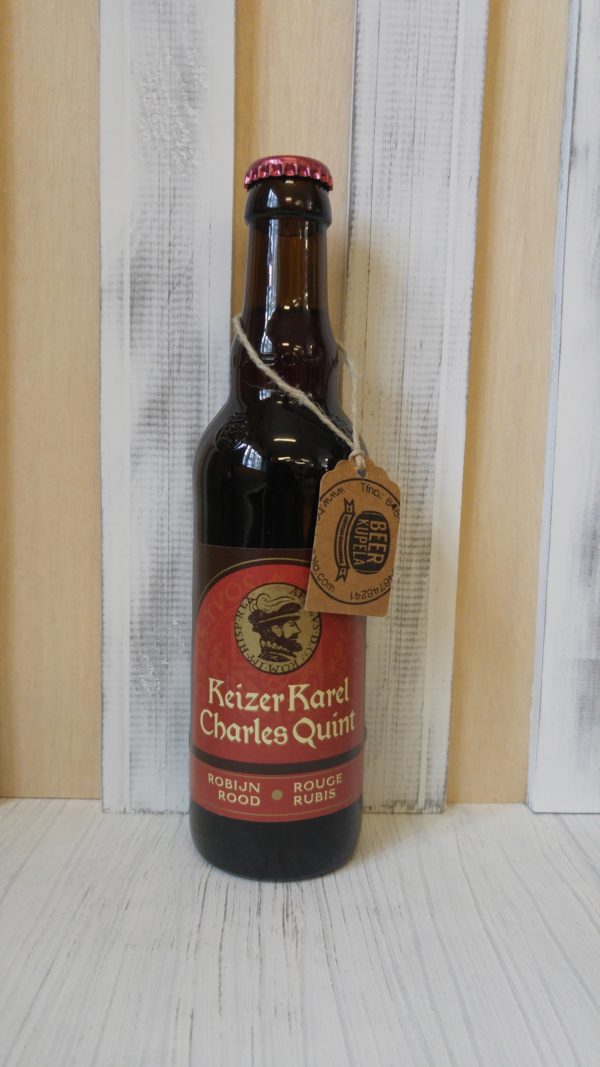 BEER
KUPELA
Keizer Karel
Charles Quint
ROBIJN
ROOD
ROUGE
RUBIS